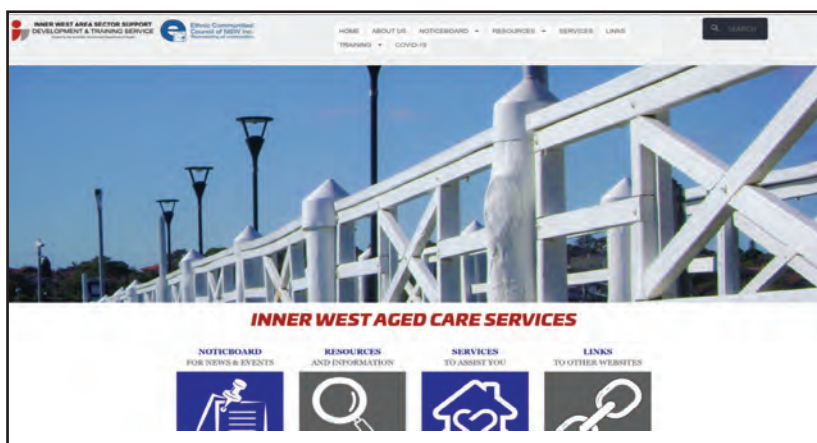 INNER WEST AREA SECTOR SUPPORT
DEVELOPMENT & TRAINING SERVICE
Ethnic Communities'
Council of NSW Inc.
HOME ABOUT US NOTICEBOARD RESOURCES SERVICES LINKS
TRAINING COVID-19
SEARCH
INNER WEST AGED CARE SERVICES
NOTICEBOARD
FOR NEWS & EVENTS
RESOURCES
AND INFORMATION
SERVICES
TO ASSIST YOU
LINKS
TO OTHER WEBSITES